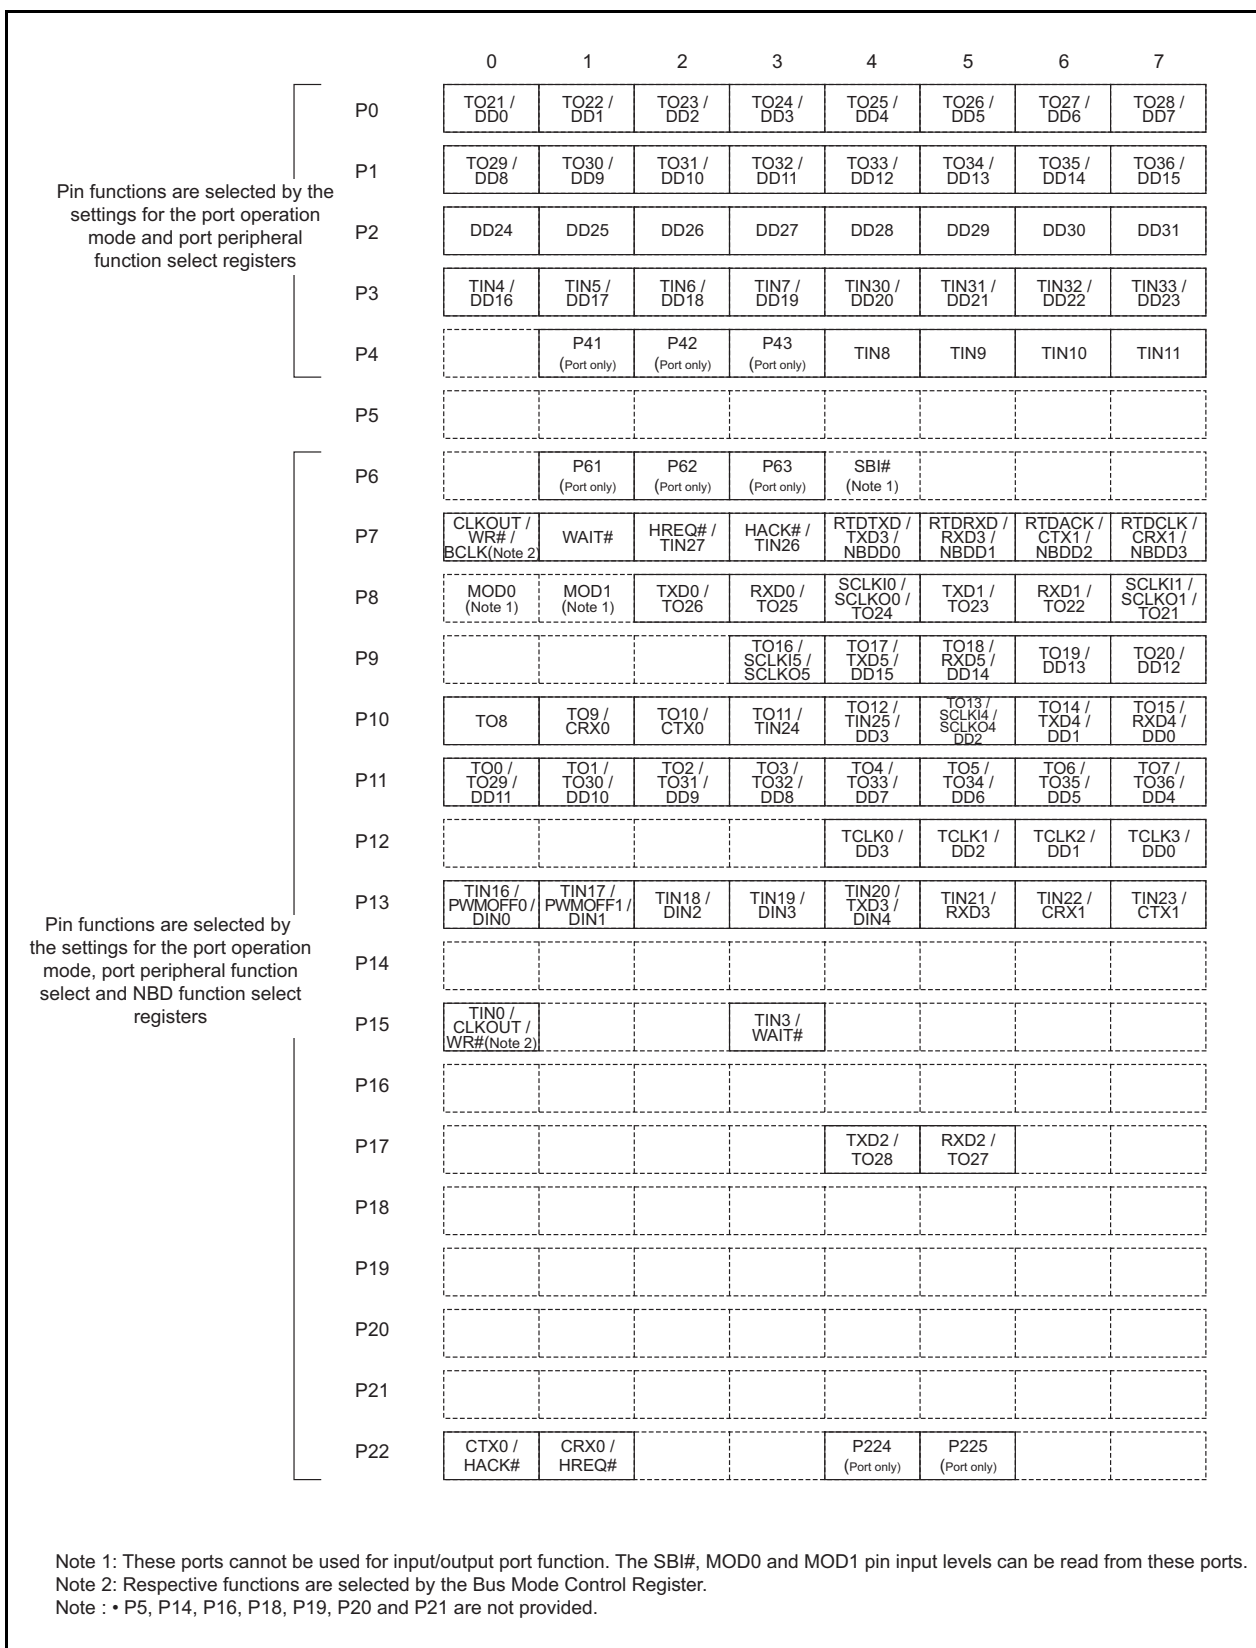 0 1 2 3 4 5 6 7
P0 TO21 / DD0 TO22 / DD1 TO23 / DD2 TO24 / DD3 TO25 / DD4 TO26 / DD5 TO27 / DD6 TO28 / DD7
P1 TO29 / DD8 TO30 / DD9 TO31 / DD10 TO32 / DD11 TO33 / DD12 TO34 / DD13 TO35 / DD14 TO36 / DD15
Pin functions are selected by the
settings for the port operation
mode and port peripheral
function select registers
P2 DD24 DD25 DD26 DD27 DD28 DD29 DD30 DD31
P3 TIN4 / DD16 TIN5 / DD17 TIN6 / DD18 TIN7 / DD19 TIN30 / DD20 TIN31 / DD21 TIN32 / DD22 TIN33 / DD23
P4 P41 (Port only) P42 (Port only) P43 (Port only) TIN8 TIN9 TIN10 TIN11
P5
P6 P61 (Port only) P62 (Port only) P63 (Port only) SBI# (Note 1)
P7 CLKOUT / WR# / BCLK(Note 2) WAIT# HREQ# / TIN27 HACK# / TIN26 RTDTXD / TXD3 / NBDD0 RTDRXD / RXD3 / NBDD1 RTDACK / CTX1 / NBDD2 RTDCLK / CRX1 / NBDD3
P8 MOD0 (Note 1) MOD1 (Note 1) TXD0 / TO26 RXD0 / TO25 SCLKI0 / SCLKO0 / TO24 TXD1 / TO23 RXD1 / TO22 SCLKI1 / SCLKO1 / TO21
P9 TO16 / SCLKI5 / SCLKO5 TO17 / TXD5 / DD15 TO18 / RXD5 / DD14 TO19 / DD13 TO20 / DD12
P10 TO8 TO9 / CRX0 TO10 / CTX0 TO11 / TIN24 TO12 / TIN25 / DD3 TO13 / SCLKI4 / SCLKO4 DD2 TO14 / TXD4 / DD1 TO15 / RXD4 / DD0
P11 TO0 / TO29 / DD11 TO1 / TO30 / DD10 TO2 / TO31 / DD9 TO3 / TO32 / DD8 TO4 / TO33 / DD7 TO5 / TO34 / DD6 TO6 / TO35 / DD5 TO7 / TO36 / DD4
P12 TCLK0 / DD3 TCLK1 / DD2 TCLK2 / DD1 TCLK3 / DD0
P13 TIN16 / PWMOFF0 / DIN0 TIN17 / PWMOFF1 / DIN1 TIN18 / DIN2 TIN19 / DIN3 TIN20 / TXD3 / DIN4 TIN21 / RXD3 TIN22 / CRX1 TIN23 / CTX1
Pin functions are selected by
the settings for the port operation
mode, port peripheral function
select and NBD function select
registers
P14
P15 TIN0 / CLKOUT / WR#(Note 2) TIN3 / WAIT#
P16
P17 TXD2 / TO28 RXD2 / TO27
P18
P19
P20
P21
P22 CTX0 / HACK# CRX0 / HREQ# P224 (Port only) P225 (Port only)
Note 1: These ports cannot be used for input/output port function. The SBI#, MOD0 and MOD1 pin input levels can be read from these ports.
Note 2: Respective functions are selected by the Bus Mode Control Register.
Note : • P5, P14, P16, P18, P19, P20 and P21 are not provided.